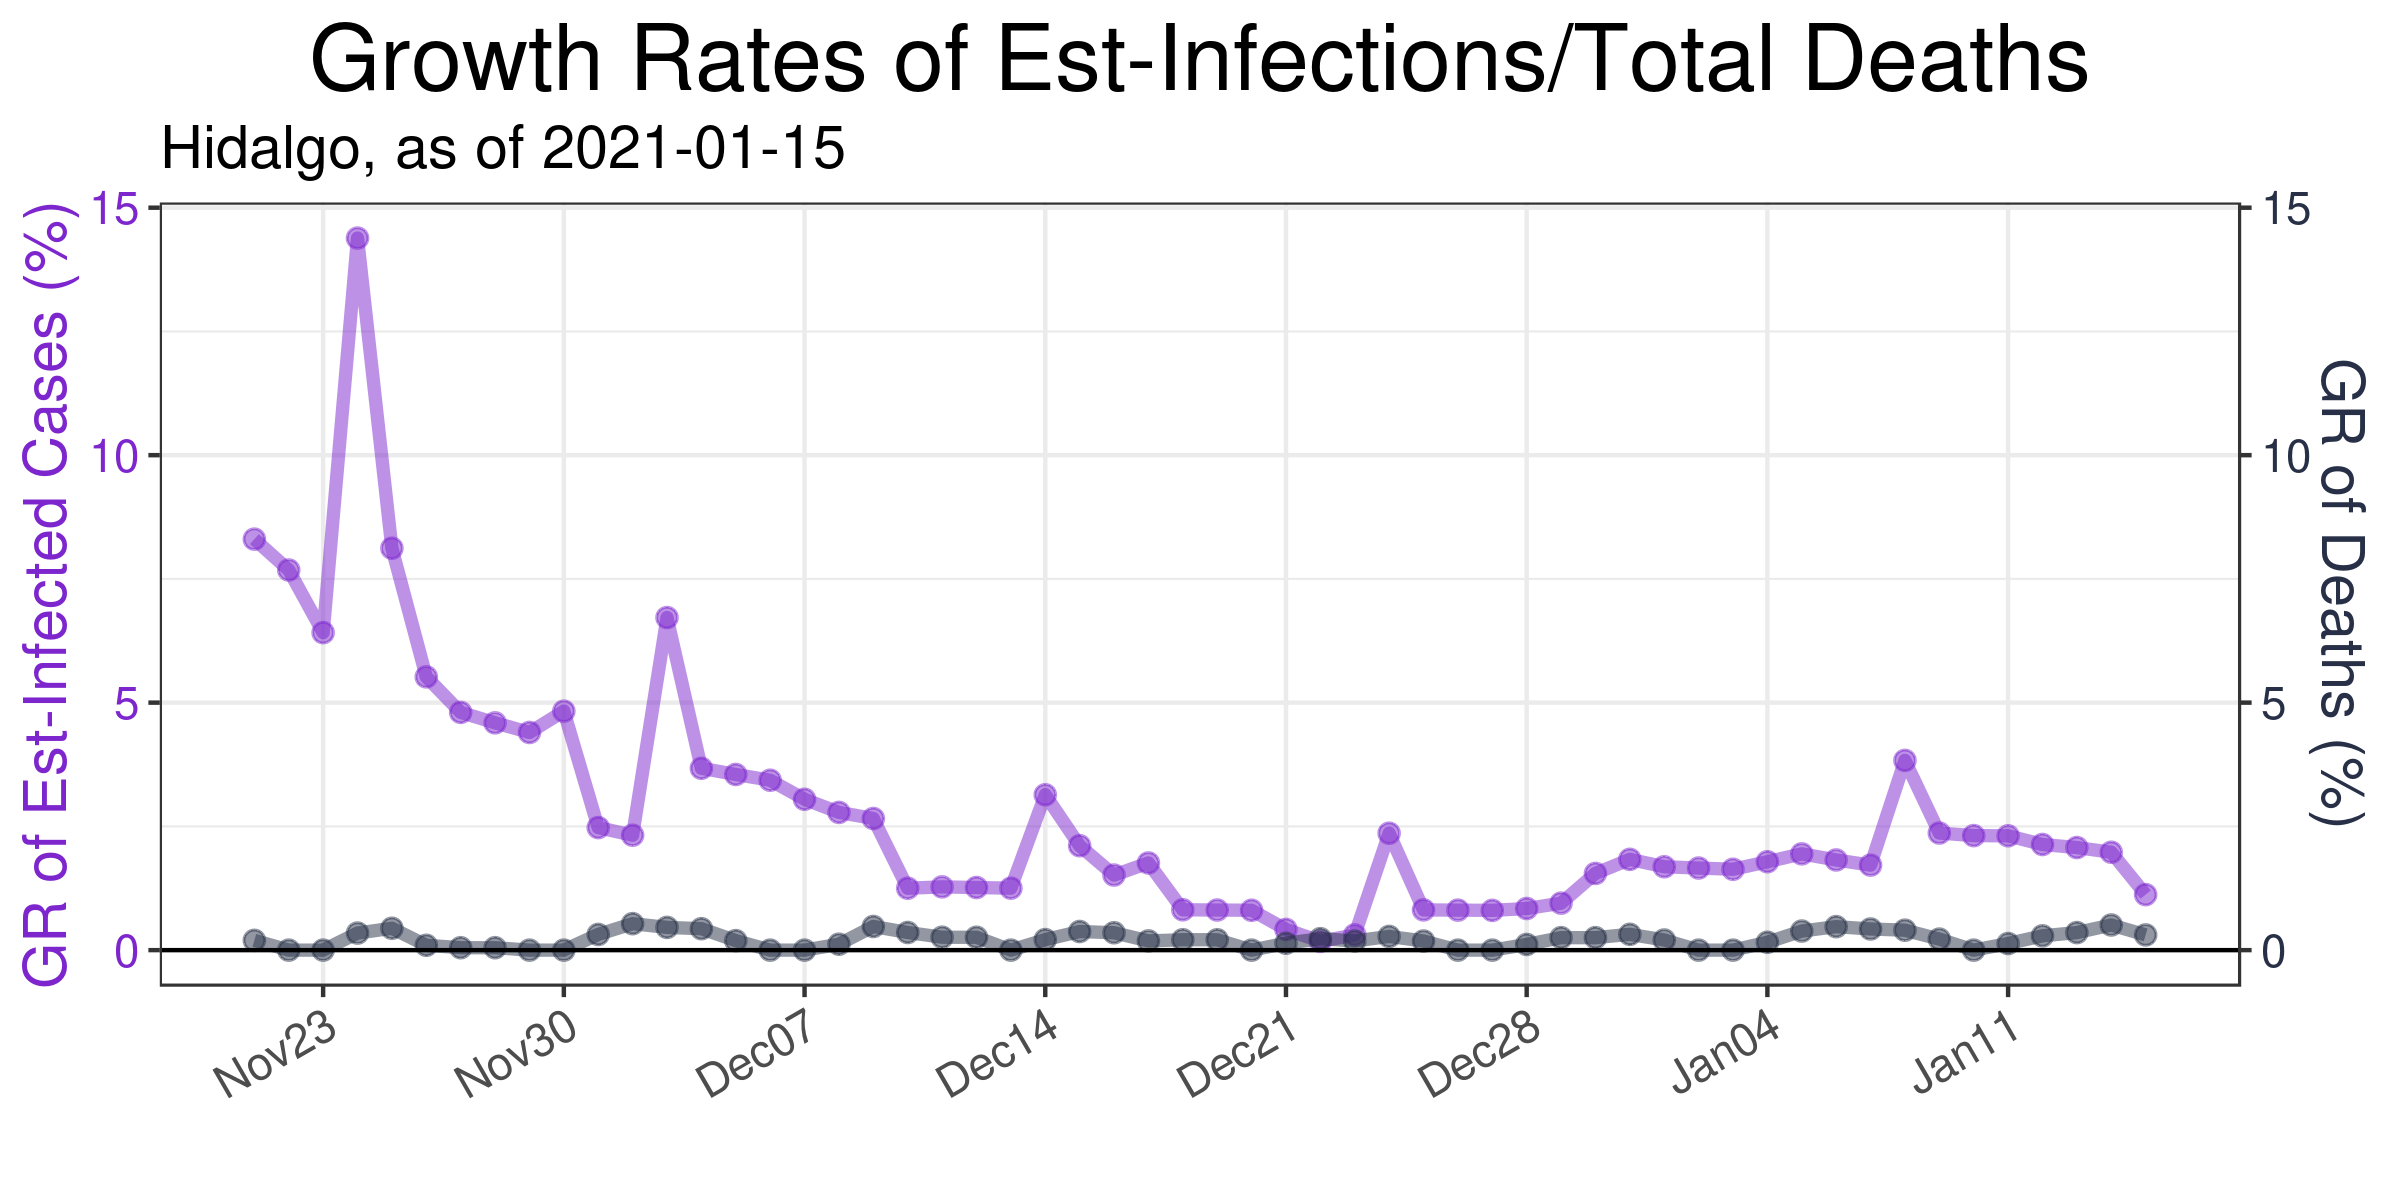 Growth Rates of Est-Infections/Total Deaths
Hidalgo, as of 2021-01-15
GR of Est-Infected Cases (%)
15
10
5
0
15
10
5
0
GR of Deaths (%)
Nov23
Nov30
Dec07
Dec14
Dec21
Dec28
Jan04
Jan11